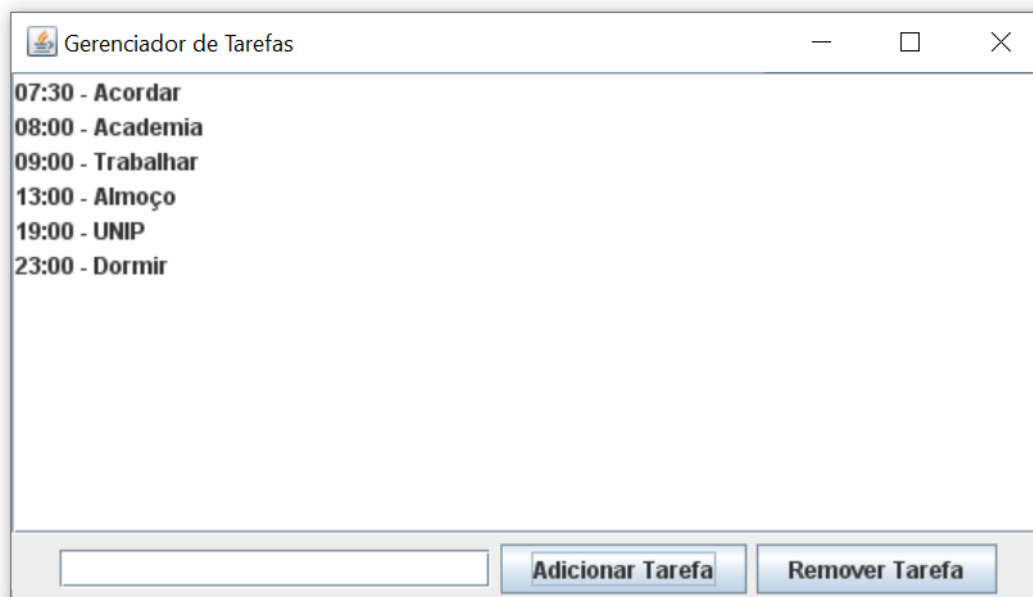 Gerenciador de Tarefas
07:30 - Acordar
08:00 - Academia
09:00 - Trabalhar
13:00 - Almoço
19:00 - UNIP
23:00 - Dormir
Adicionar Tarefa Remover Tarefa